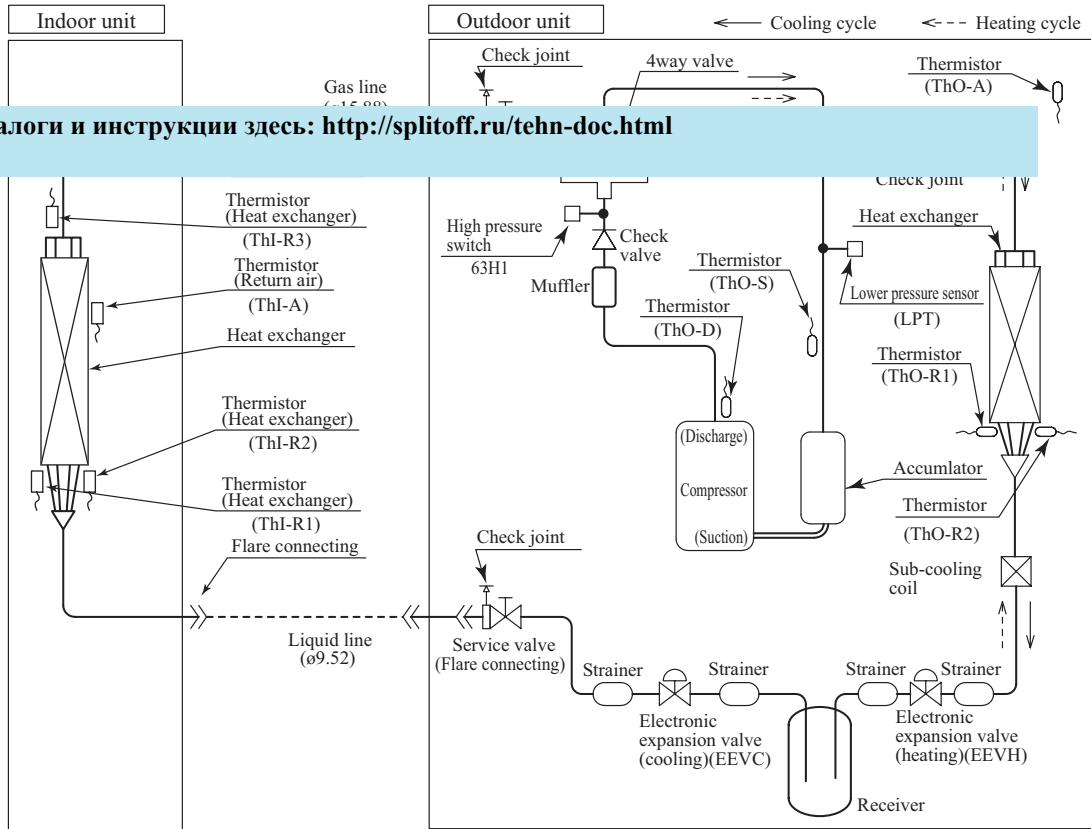 Indoor unit
Outdoor unit
Cooling cycle
Heating cycle
Check joint
4way valve
Thermistor
(ThO-A)
Gas line
алоги и инструкции здесь: http://splitoff.ru/tehn-doc.html
Check joint
Thermistor
(Heat exchanger)
(ThI-R3)
Thermistor
(Return air)
(ThI-A)
Heat exchanger
Thermistor
(Heat exchanger)
(ThI-R2)
Thermistor
(Heat exchanger)
(ThI-R1)
Flare connecting
Liquid line
(ø9.52)
High pressure
switch
63H1
Check
valve
Muffler
Thermistor
(ThO-D)
Thermistor
(ThO-S)
Heat exchanger
Lower pressure sensor
(LPT)
Thermistor
(ThO-R1)
(Discharge)
Compressor
(Suction)
Accumlator
Thermistor
(ThO-R2)
Sub-cooling
coil
Check joint
Service valve
(Flare connecting)
Strainer
Strainer
Strainer
Strainer
Electronic
expansion valve
(cooling)(EEVC)
Electronic
expansion valve
(heating)(EEVH)
Receiver